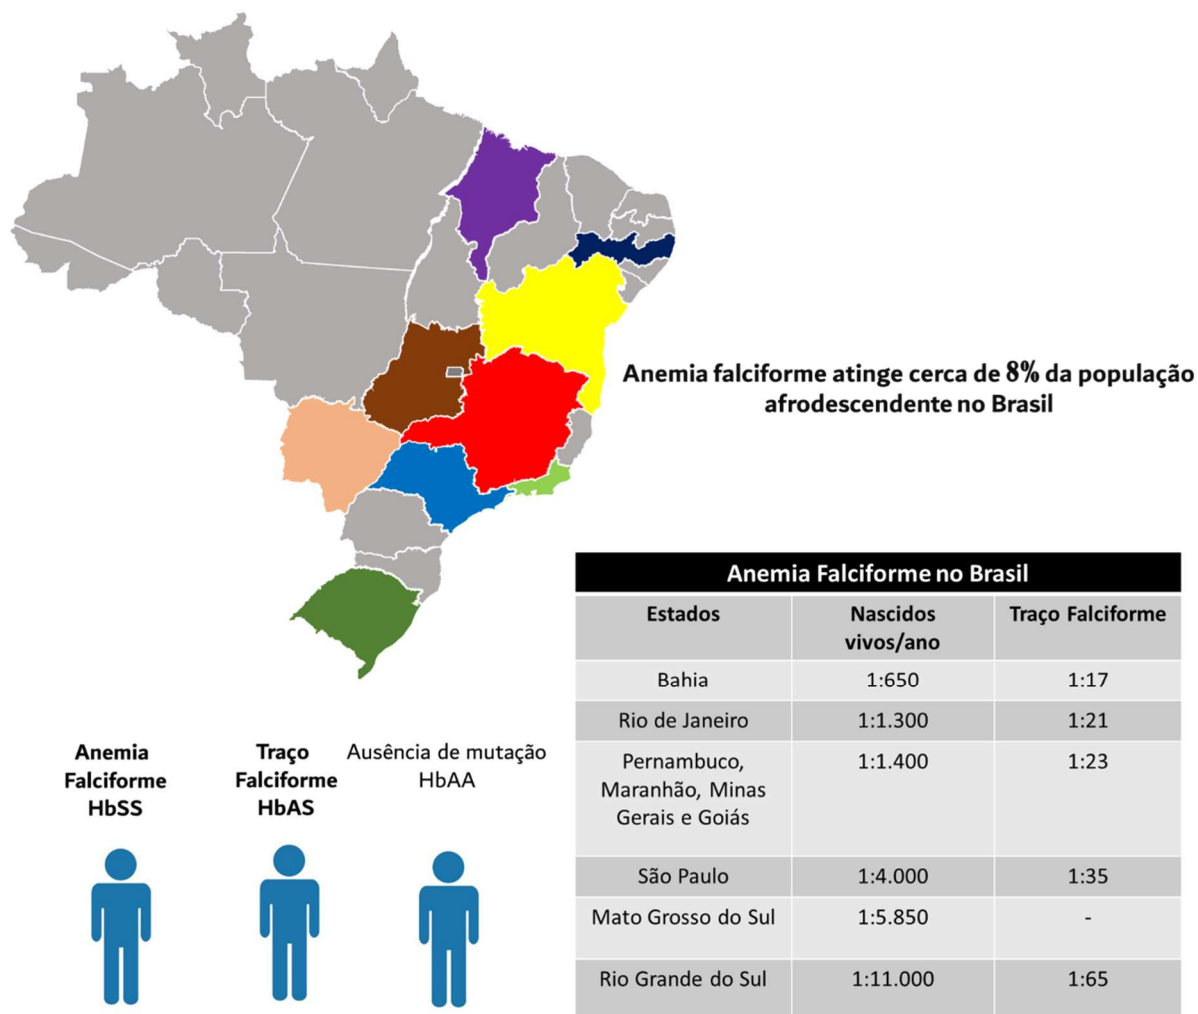 Anemia falciforme atinge cerca de 8% da população
afrodescendente no Brasil
Anemia Falciforme no Brasil
Estados Nascidos vivos/ano Traço Falciforme
Bahia 1:650 1:17
Rio de Janeiro 1:1.300 1:21
Pernambuco, 1:1.400 1:23
Maranhão, Minas
Gerais e Goiás
São Paulo 1:4.000 1:35
Mato Grosso do Sul 1:5.850 -
Rio Grande do Sul 1:11.000 1:65
Anemia
Falciforme
HbSS
Traço
Falciforme
HbAS
Ausência de mutação
HbAA